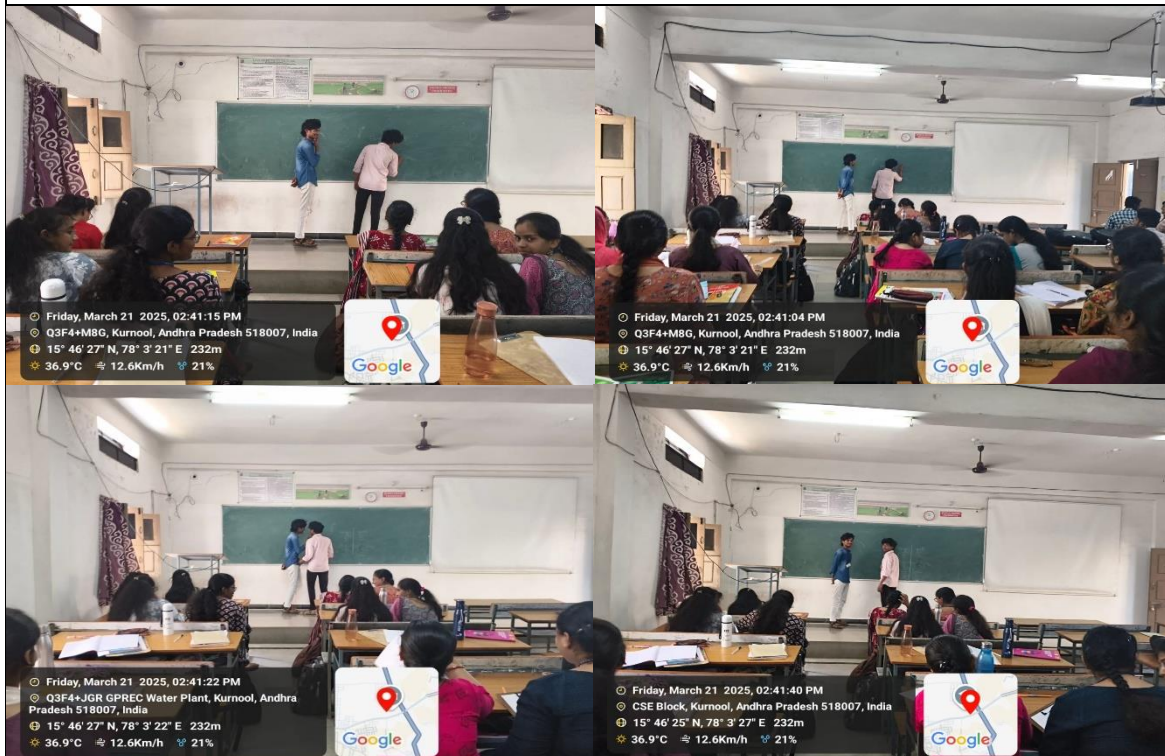 Friday, March 21 2025, 02:41:15 PM
Q3F4+M8G, Kurnool, Andhra Pradesh 518007, India
15° 46' 27" N, 78° 3' 21" E 232m
36.9°C 12.6Km/h 21%
Google
Friday, March 21 2025, 02:41:04 PM
Q3F4+M8G, Kurnool, Andhra Pradesh 518007, India
15° 46' 27" N, 78° 3' 21" E 232m
36.9°C 12.6Km/h 21%
Google
Friday, March 21 2025, 02:41:22 PM
Q3F4+JGR GPREC Water Plant, Kurnool, Andhra
Pradesh 518007, India
15° 46' 27" N, 78° 3' 22" E 232m
36.9°C 12.6Km/h 21%
Google
Friday, March 21 2025, 02:41:40 PM
CSE Block, Kurnool, Andhra Pradesh 518007, India
15° 46' 25" N, 78° 3' 27" E 232m
36.9°C 12.6Km/h 21%
Google